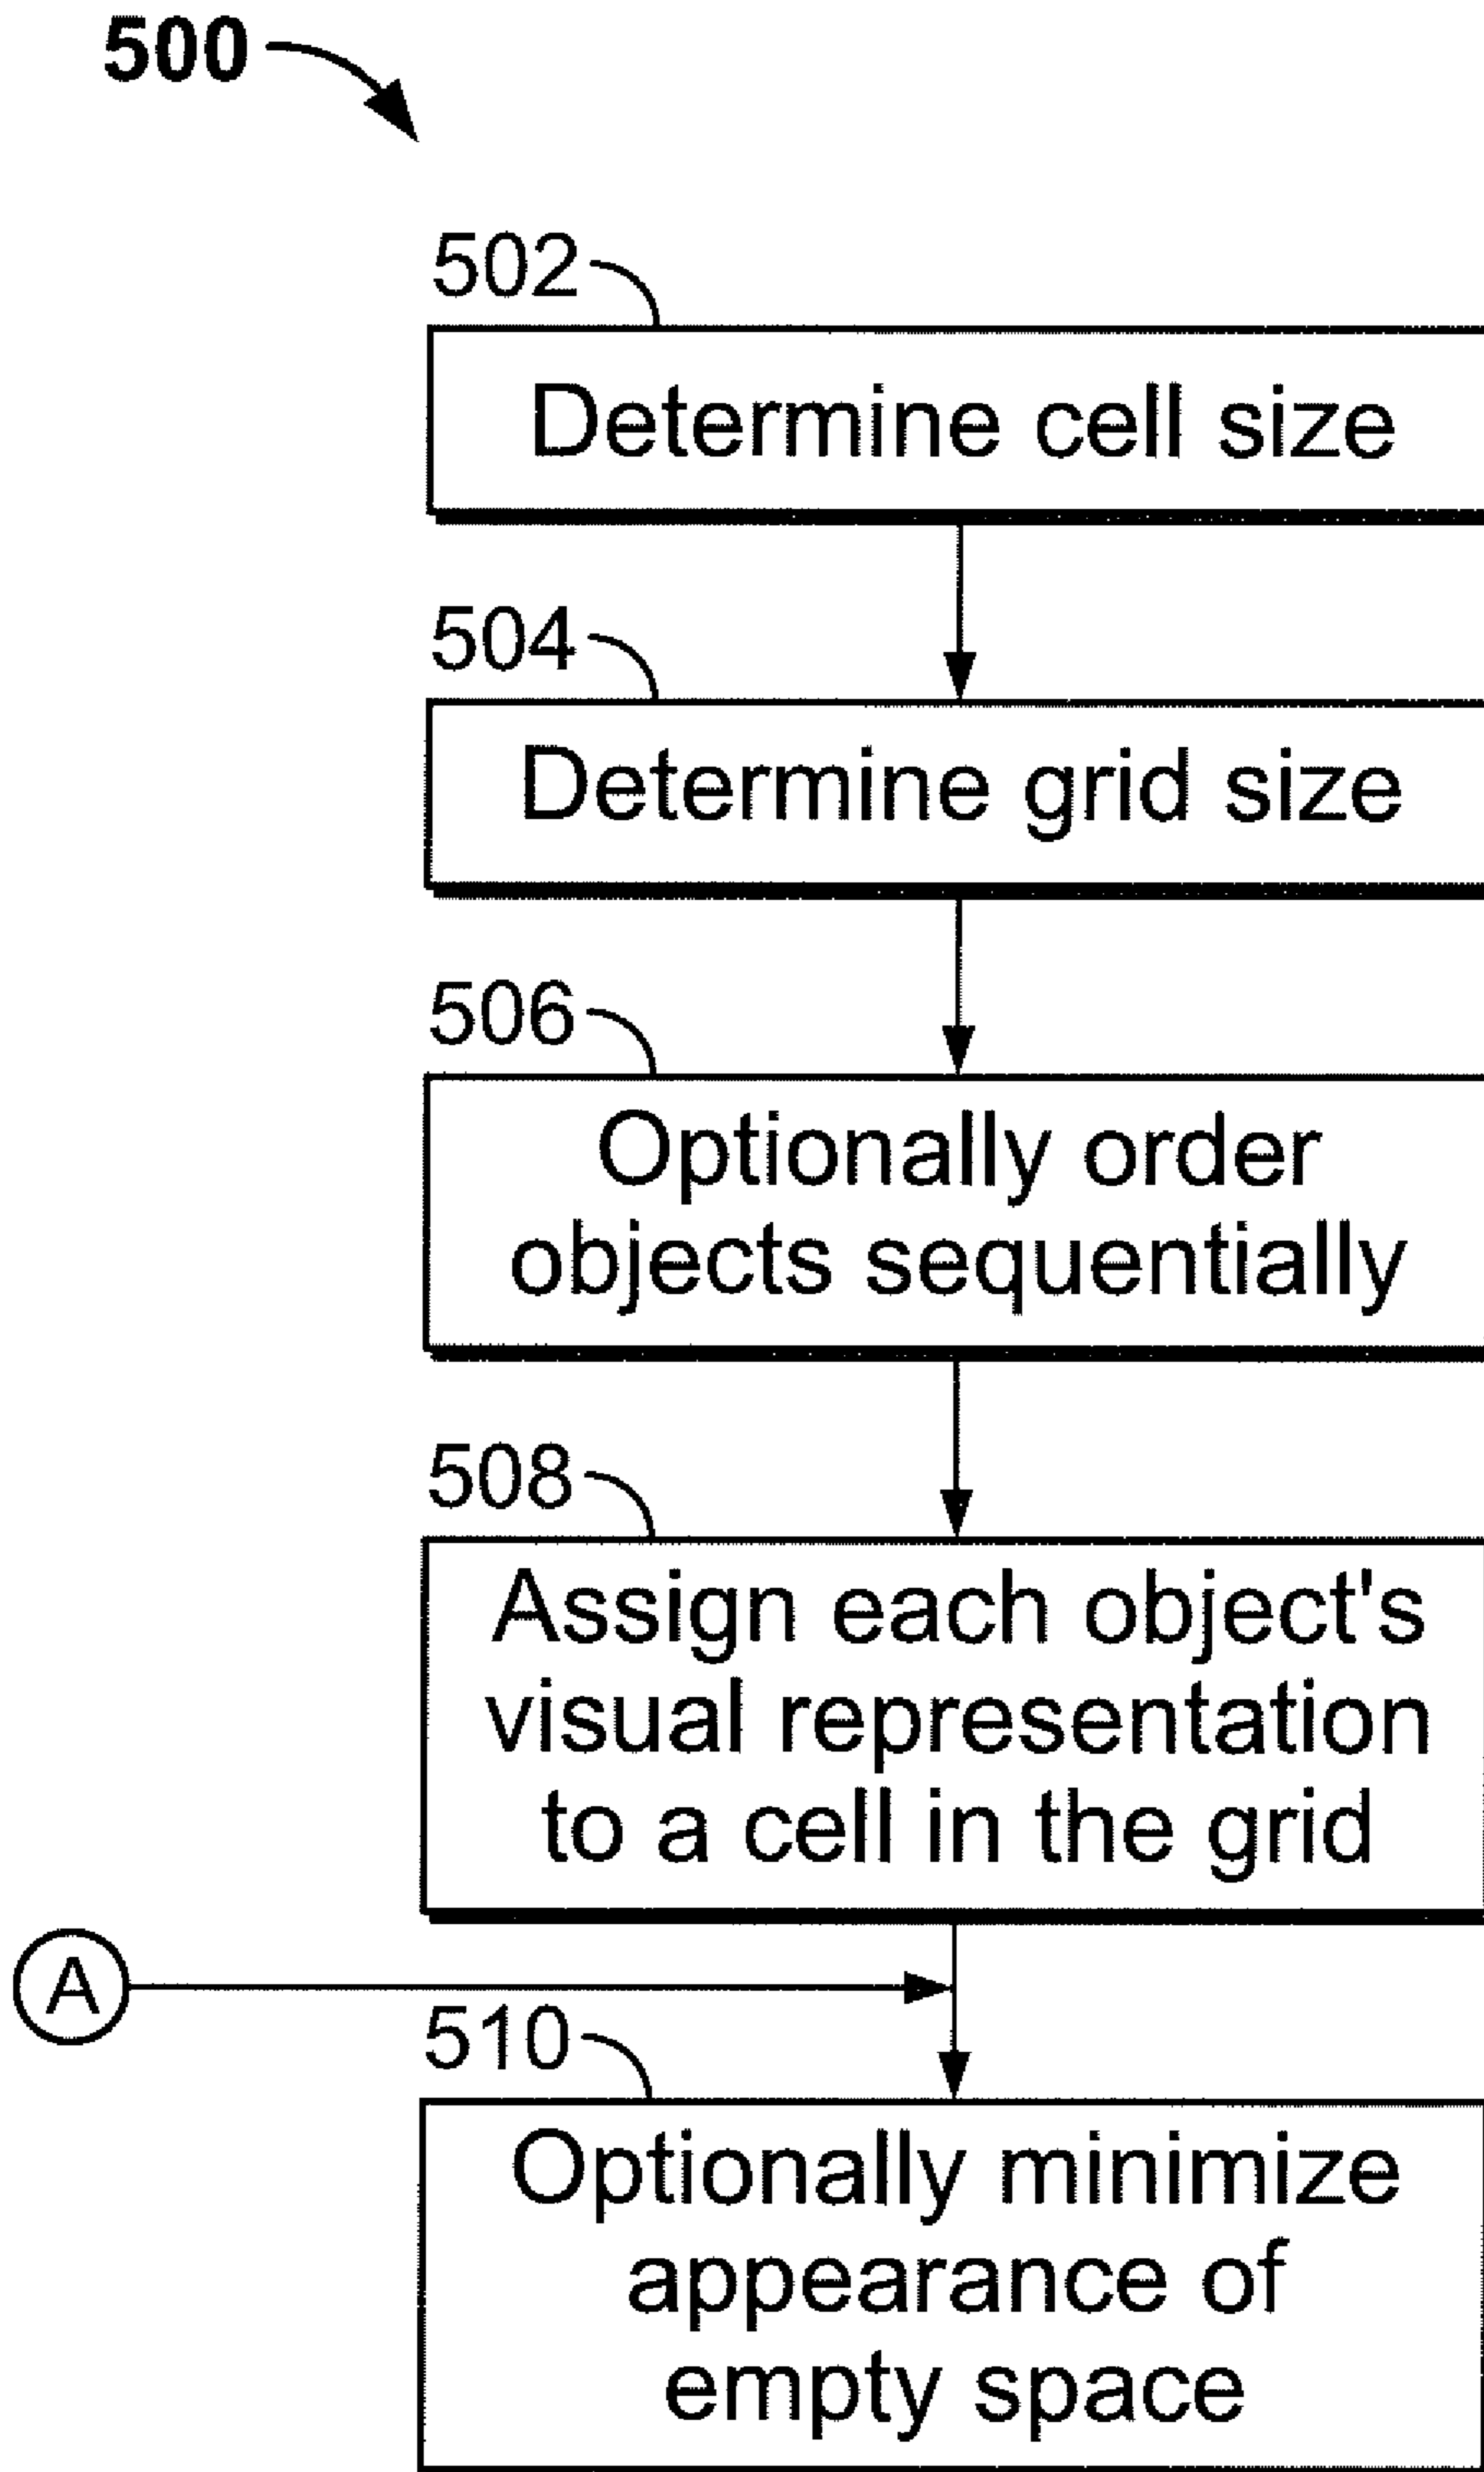 500
502
Determine cell size
504
Determine grid size
506
Optionally order
objects sequentially
508
Assign each object's
visual representation
to a cell in the grid
A
510
Optionally minimize
appearance of
empty space